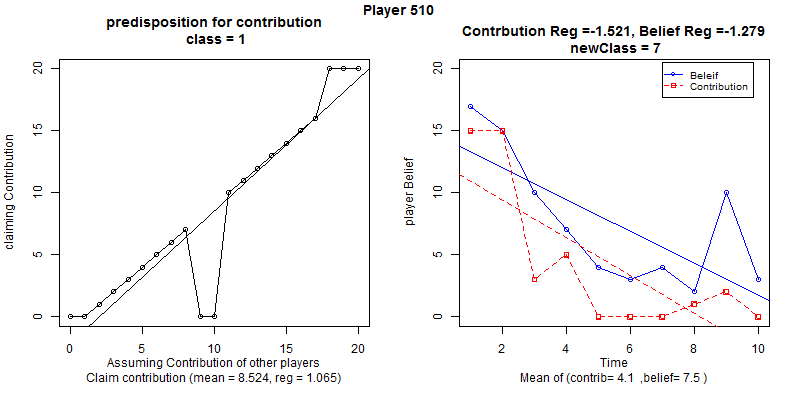 Player 510
predisposition for contribution
class = 1
claiming Contribution
20
15
10
5
0
0 5 10 15 20
Assuming Contribution of other players
Claim contribution (mean = 8.524, reg = 1.065)
Contrbution Reg =-1.521, Belief Reg =-1.279
newClass = 7
Beleif
Contribution
player Belief
20
15
10
5
0
2 4 6 8 10
Time
Mean of (contrib= 4.1 ,belief= 7.5 )